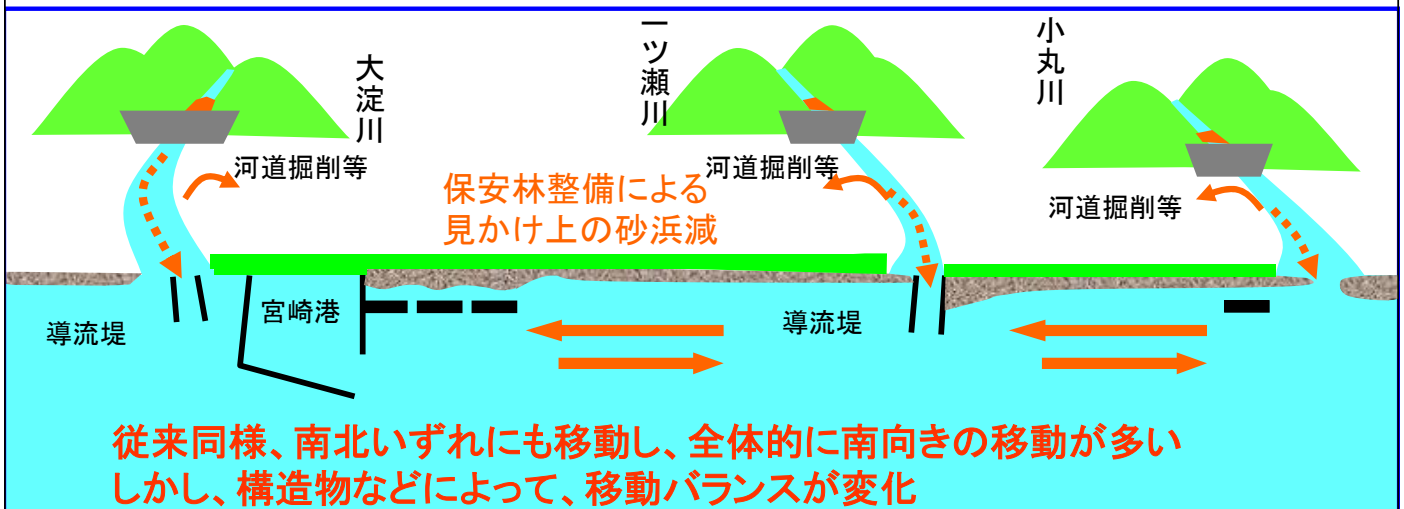 大淀川
一ツ瀬川
小丸川
河道掘削等
河道掘削等
河道掘削等
保安林整備による
見かけ上の砂浜減
導流堤
宮崎港
導流堤
従来同様、南北いずれにも移動し、全体的に南向きの移動が多い
しかし、構造物などによって、移動バランスが変化